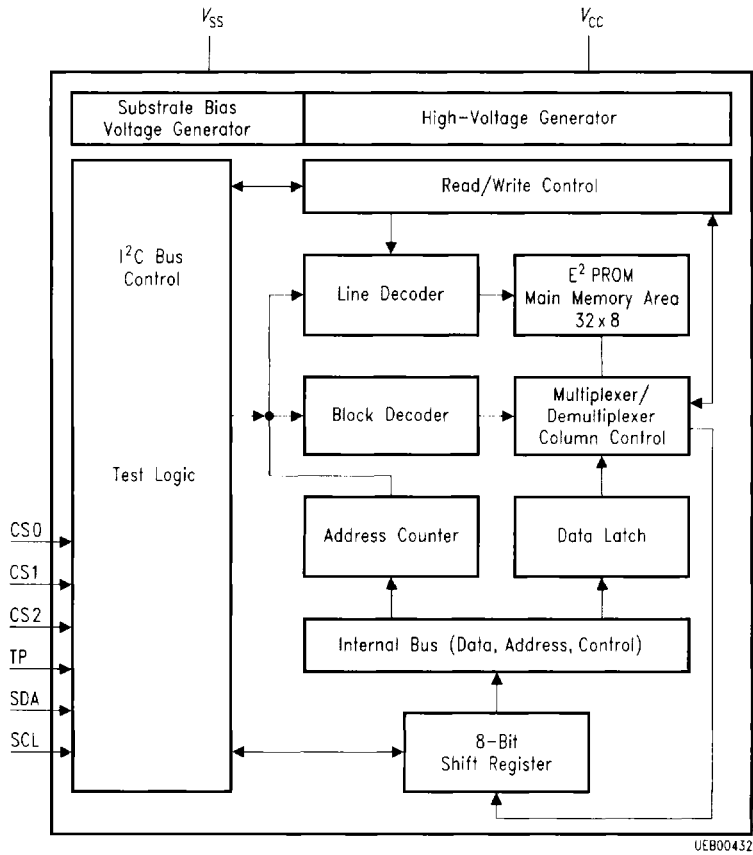 V_SS
V_CC
Substrate Bias
Voltage Generator
High-Voltage Generator
Read/Write Control
I²C Bus
Control
Line Decoder
E² PROM
Main Memory Area
32 x 8
Block Decoder
Multiplexer/
Demultiplexer
Column Control
Test Logic
Address Counter
Data Latch
CS0
CS1
CS2
TP
SDA
SCL
Internal Bus (Data, Address, Control)
8-Bit
Shift Register
UEB00432